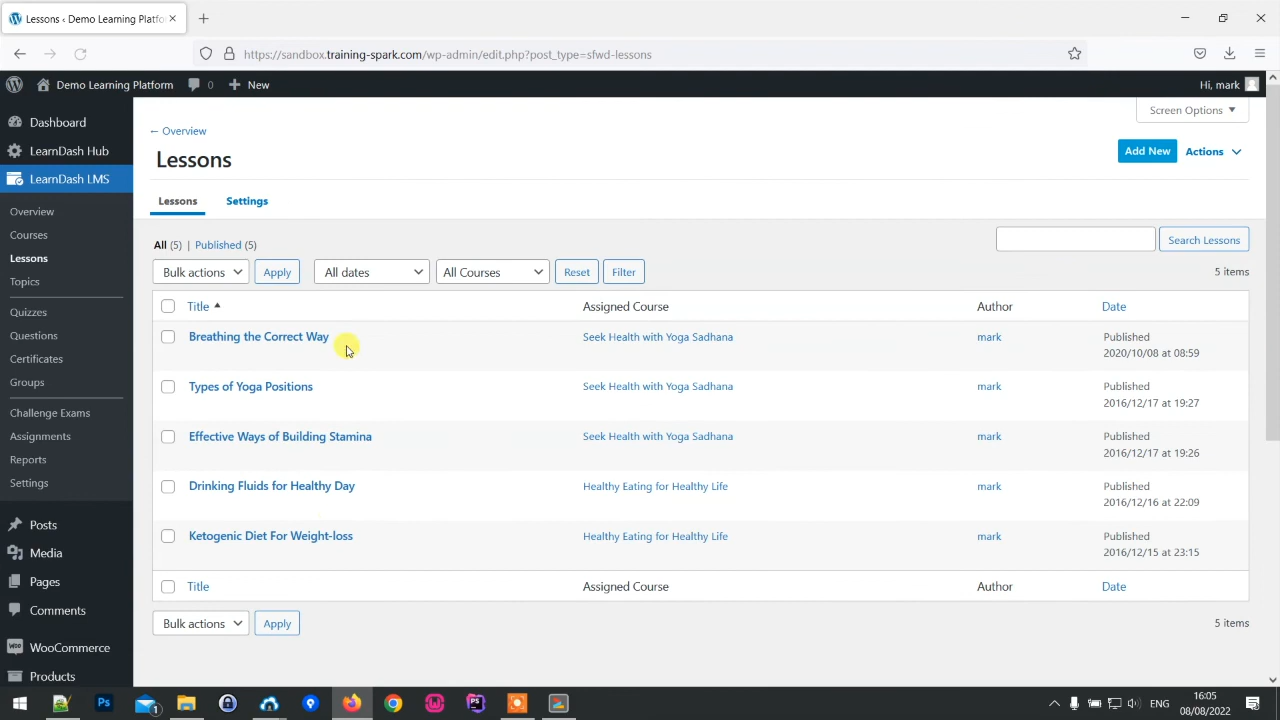 Lessons ‹ Demo Learning Platfo
https://sandbox.training-spark.com/wp-admin/edit.php?post_type=sfwd-lessons
Demo Learning Platform 0 New Hi, mark
Dashboard
LearnDash Hub
LearnDash LMS
Overview
Courses
Lessons
Topics
Quizzes
Questions
Certificates
Groups
Challenge Exams
Assignments
Reports
Settings
Posts
Media
Pages
Comments
WooCommerce
Products
Screen Options
← Overview
Lessons
Add New Actions
Lessons Settings
All (5) | Published (5)
Search Lessons
Bulk actions Apply All dates All Courses Reset Filter 5 items
Title Assigned Course Author Date
Breathing the Correct Way Seek Health with Yoga Sadhana mark Published
2020/10/08 at 08:59
Types of Yoga Positions Seek Health with Yoga Sadhana mark Published
2016/12/17 at 19:27
Effective Ways of Building Stamina Seek Health with Yoga Sadhana mark Published
2016/12/17 at 19:26
Drinking Fluids for Healthy Day Healthy Eating for Healthy Life mark Published
2016/12/16 at 22:09
Ketogenic Diet For Weight-loss Healthy Eating for Healthy Life mark Published
2016/12/15 at 23:15
Title Assigned Course Author Date
Bulk actions Apply 5 items
Ps 1 PS ENG 16:05
08/08/2022